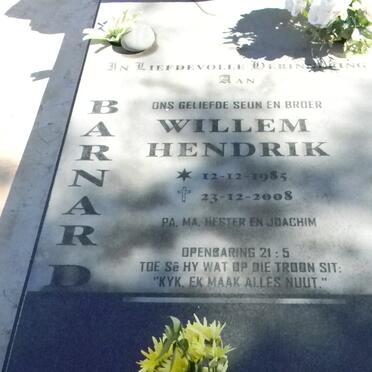 In Liefdevolle Herinnering
Aan
BARNARD
ONS GELIEFDE SEUN EN BROER
WILLEM
HENDRIK
✶ 12-12-1985
✝ 23-12-2008
PA, MA, HESTER EN JOACHIM
OPENBARING 21 : 5
TOE Sê HY WAT OP DIE TROON SIT:
"KYK, EK MAAK ALLES NUUT."